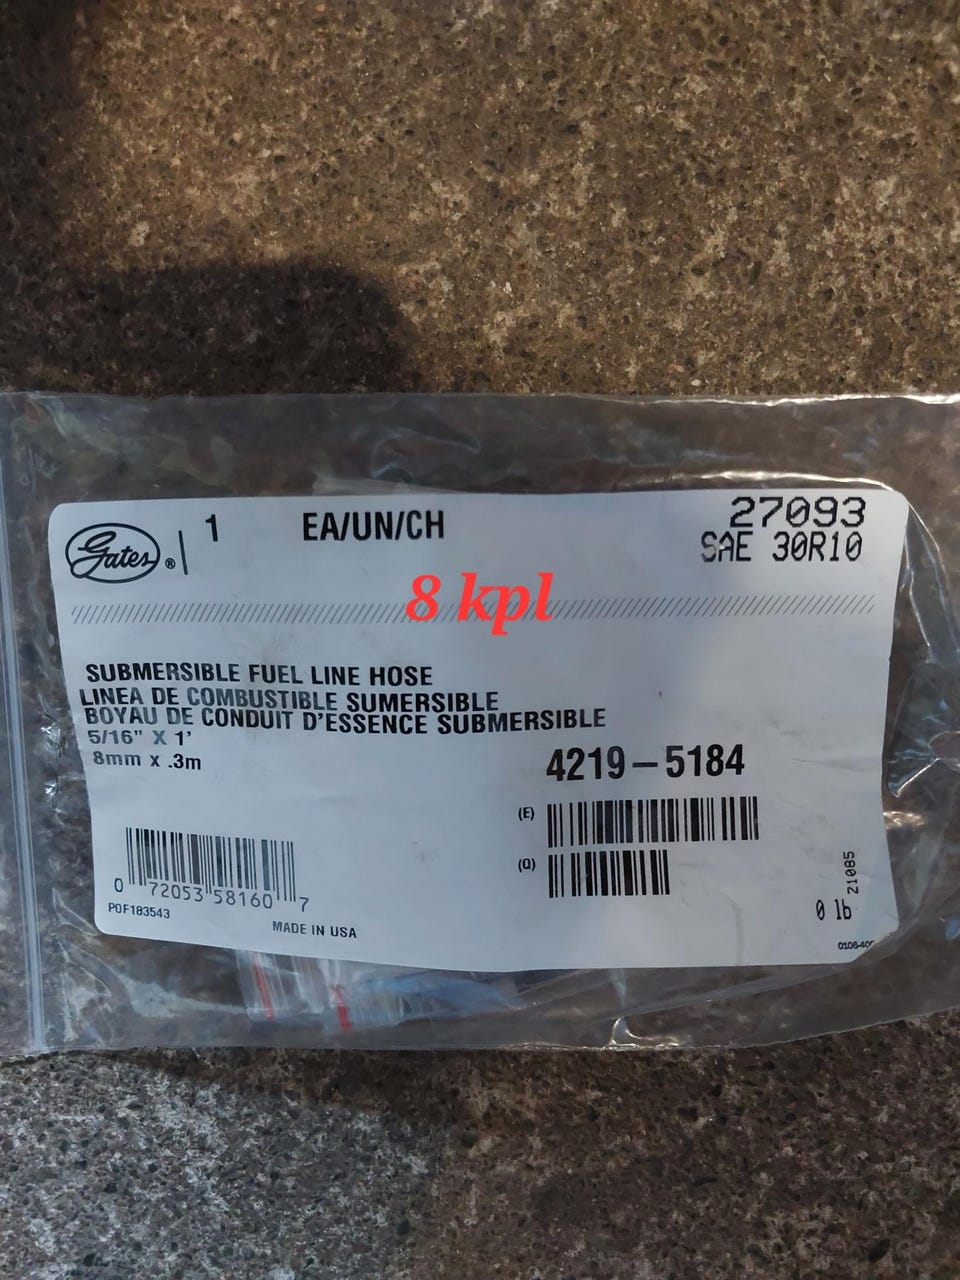 Gates® 1 EA/UN/CH 27093
SAE 30R10
8 kpl
SUBMERSIBLE FUEL LINE HOSE
LINEA DE COMBUSTIBLE SUMERSIBLE
BOYAU DE CONDUIT D'ESSENCE SUBMERSIBLE
5/16" X 1'
8mm x .3m
4219-5184
(E)
(Q)
0 72053 58160 7
POF183543
MADE IN USA
0 lb
Z1085